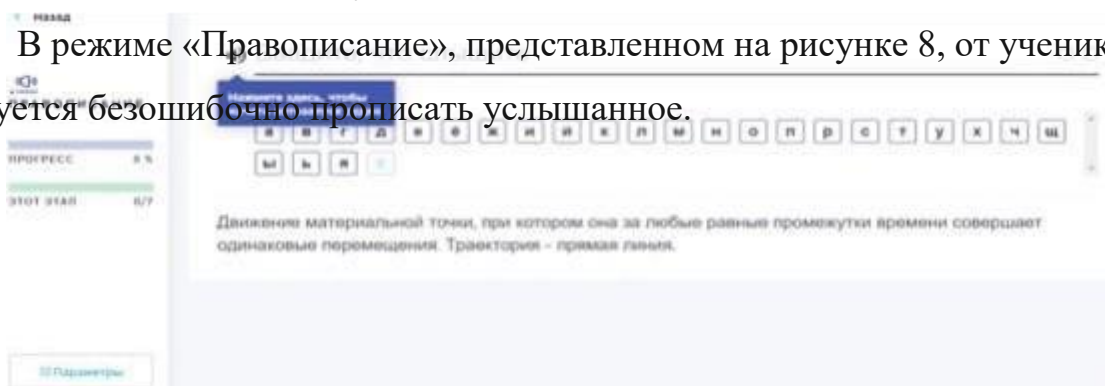 Назад
В режиме «Правописание», представленном на рисунке 8, от ученик
уется безошибочно прописать услышанное.
Нажмите здесь, чтобы
а в г д е ё ж и й к л м н о п р с т у х ч щ
ы ь я
ПРОГРЕСС 0 %
ЭТОТ ЭТАП 0/7
Движение материальной точки, при котором она за любые равные промежутки времени совершает
одинаковые перемещения. Траектория - прямая линия.
Параметры